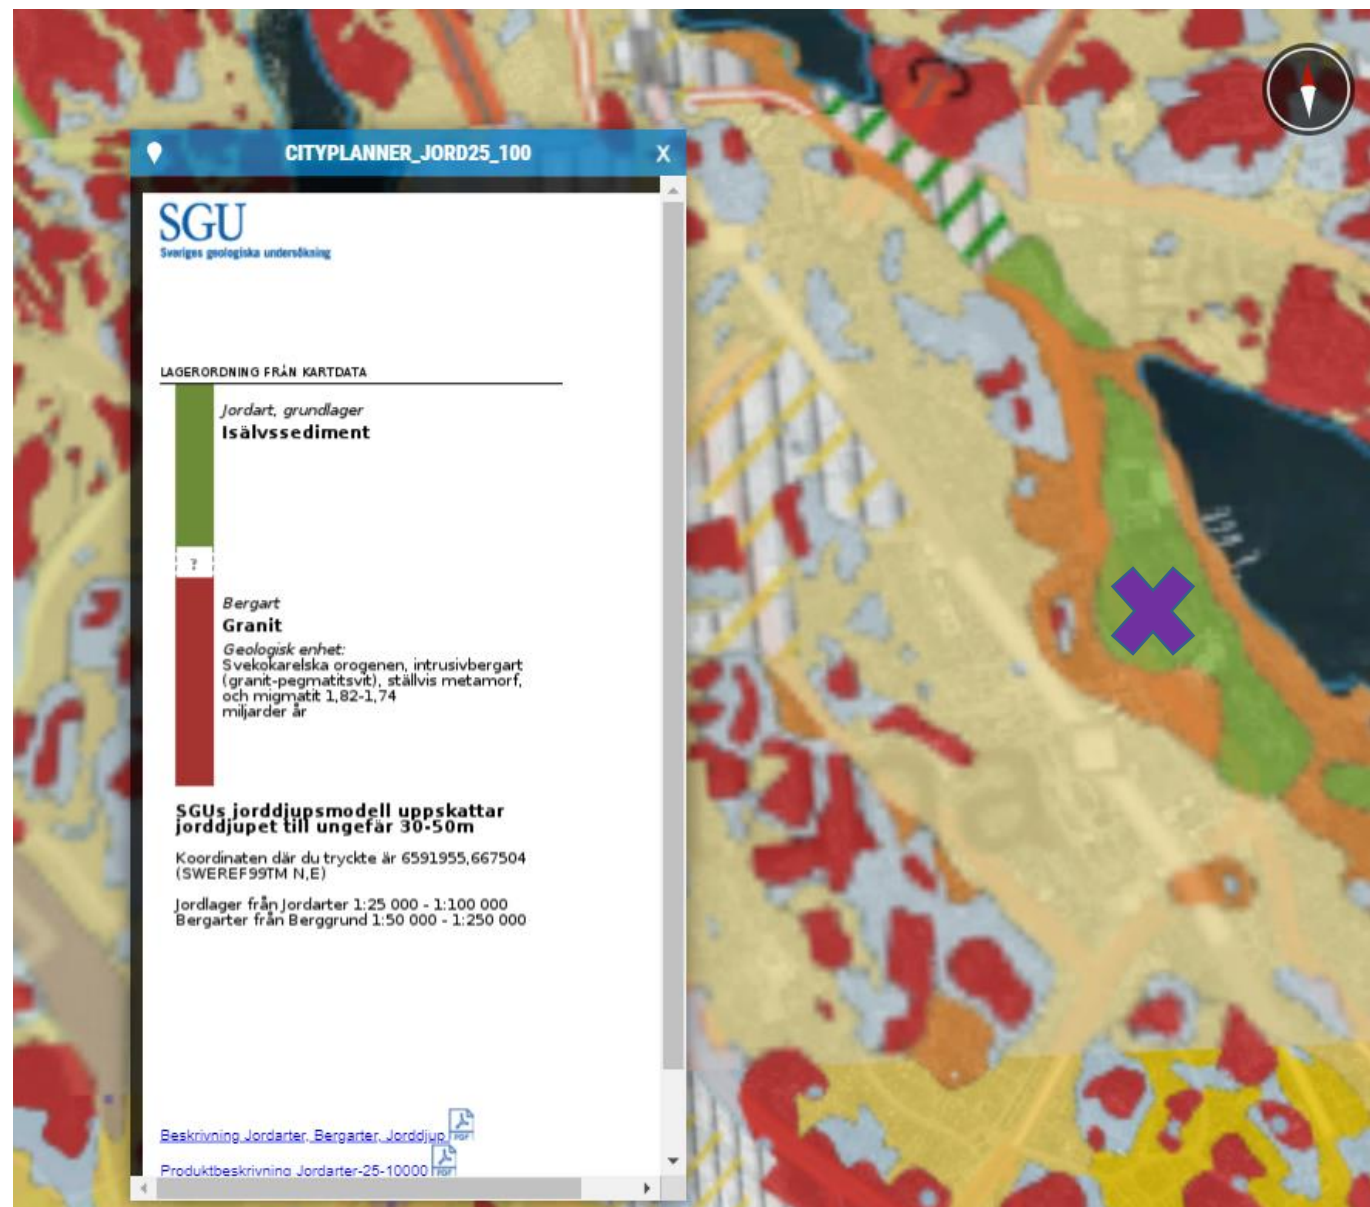 CITYPLANNER_JORD25_100
X
SGU
Sveriges geologiska undersökning
LAGERORDNING FRÅN KARTDATA
Jordart, grundlager
Isälvssediment
?
Bergart
Granit
Geologisk enhet:
Svekokarelska orogenen, intrusivbergart
(granit-pegmatitsvit), ställvis metamorf,
och migmatit 1,82-1,74
miljarder år
SGUs jorddjupsmodell uppskattar
jorddjupet till ungefär 30-50m
Koordinaten där du tryckte är 6591955,667504
(SWEREF99TM N,E)
Jordlager från Jordarter 1:25 000 - 1:100 000
Bergarter från Berggrund 1:50 000 - 1:250 000
Beskrivning Jordarter, Bergarter, Jorddjup
PDF
Produktbeskrivning Jordarter-25-10000
PDF